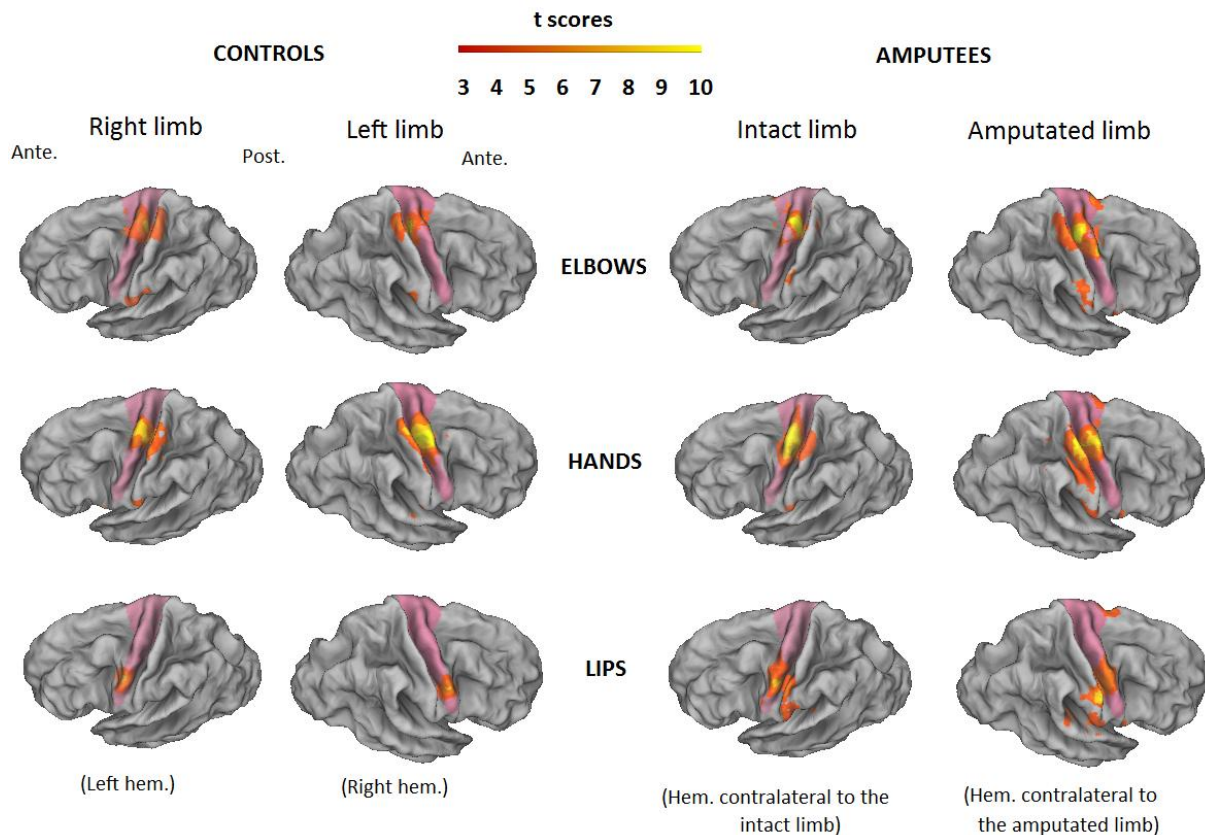 t scores
CONTROLS
AMPUTEES
3 4 5 6 7 8 9 10
Right limb
Left limb
Intact limb
Amputated limb
Ante.
Post.
Ante.
ELBOWS
HANDS
LIPS
(Left hem.)
(Right hem.)
(Hem. contralateral to the
intact limb)
(Hem. contralateral to
the amputated limb)